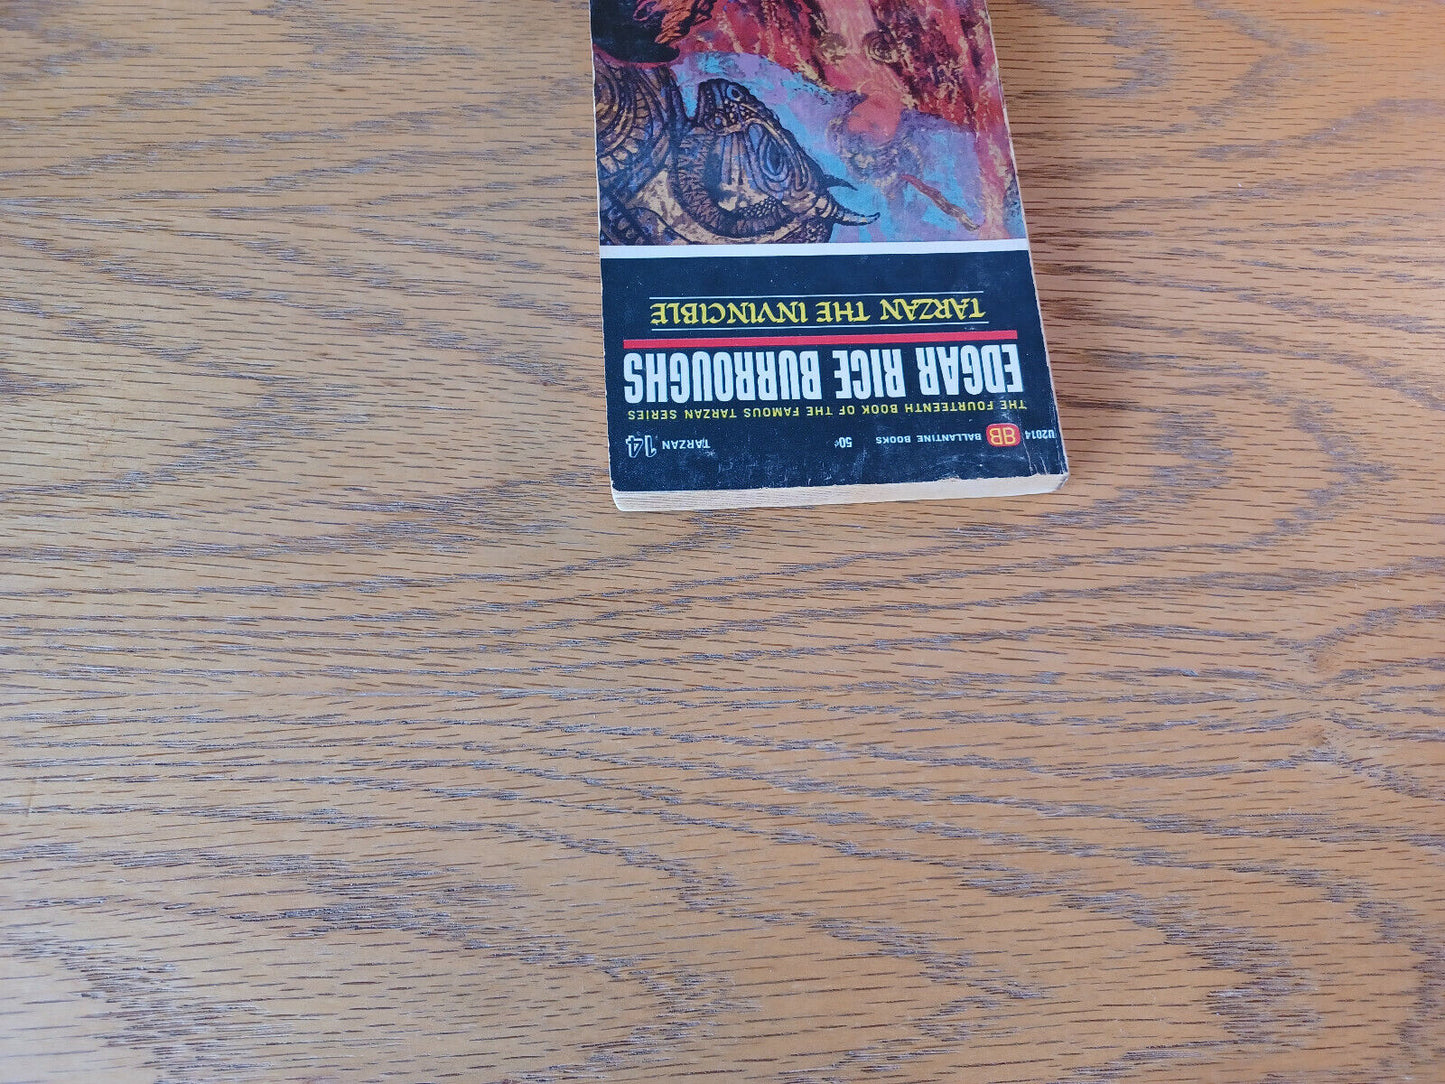 U2014 BB BALLANTINE BOOKS 50¢ TARZAN 14
THE FOURTEENTH BOOK OF THE FAMOUS TARZAN SERIES
EDGAR RICE BURROUGHS
TARZAN THE INVINCIBLE